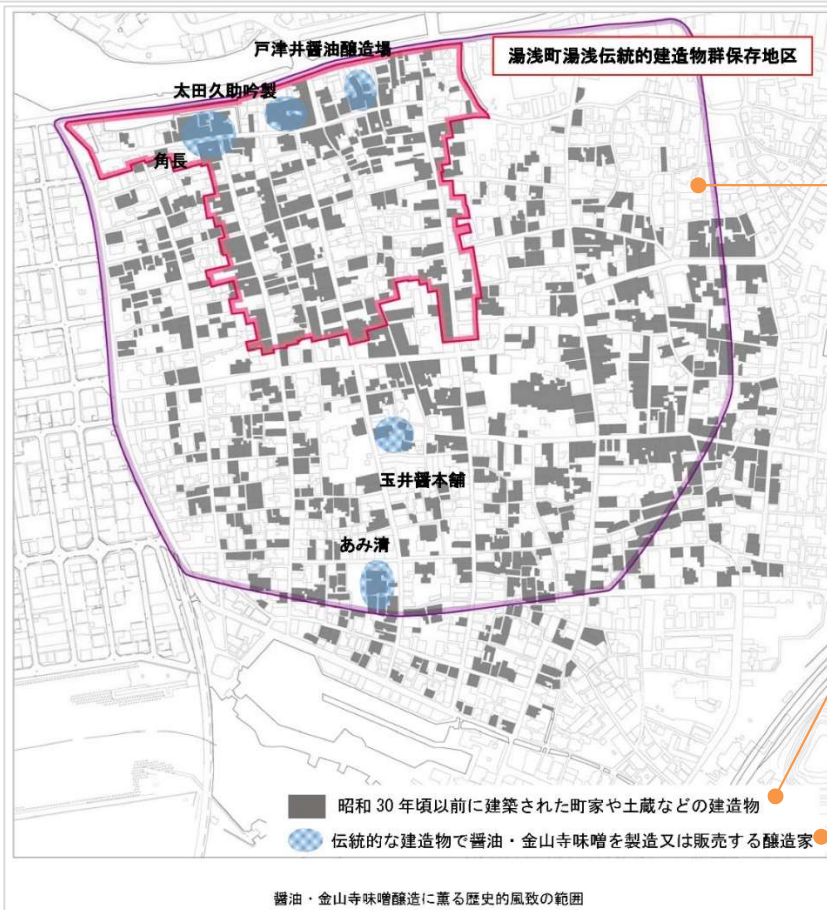 戸津井醤油醸造場
湯浅町湯浅伝統的建造物群保存地区
太田久助吟製
角長
玉井醤本舗
あみ清
昭和30年頃以前に建築された町家や土蔵などの建造物
伝統的な建造物で醤油・金山寺味噌を製造又は販売する醸造家
醤油・金山寺味噌醸造に薫る歴史的風致の範囲